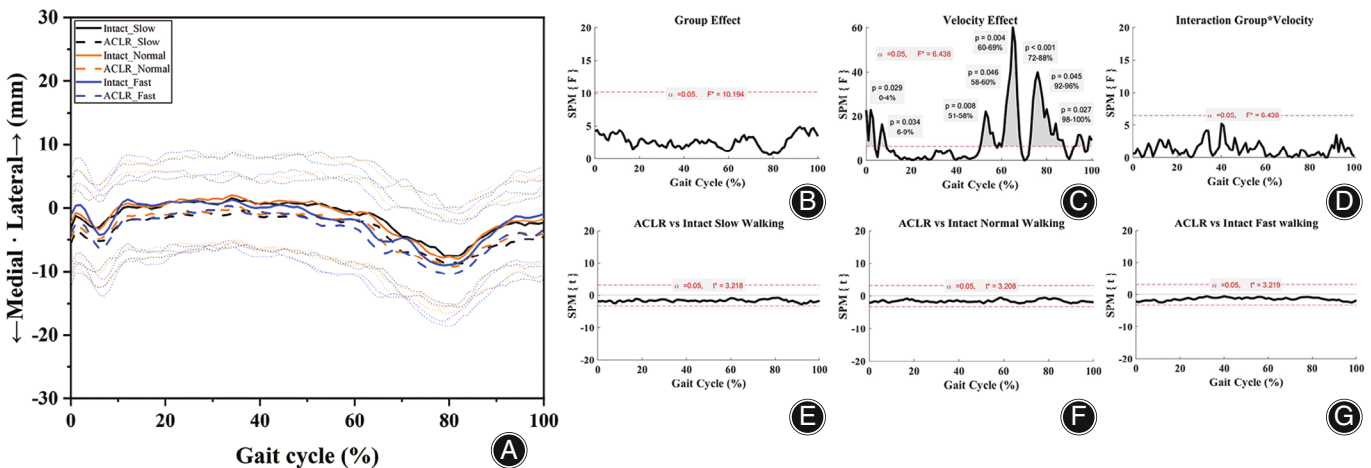 30
20
10
0
-10
-20
-30
←Medial · Lateral→ (mm)
Intact_Slow
ACLR_Slow
Intact_Normal
ACLR_Normal
Intact_Fast
ACLR_Fast
0 20 40 60 80 100
Gait cycle (%)
A
Group Effect
SPM { F }
20
15
10
5
0
α =0.05, F* = 10.194
0 20 40 60 80 100
Gait Cycle (%)
B
Velocity Effect
SPM { F }
60
40
20
0
α =0.05, F* = 6.438
p = 0.029
0-4%
p = 0.034
6-9%
p = 0.008
51-58%
p = 0.046
58-60%
p = 0.004
60-69%
p < 0.001
72-88%
p = 0.045
92-96%
p = 0.027
98-100%
0 20 40 60 80 100
Gait Cycle (%)
C
Interaction Group*Velocity
SPM { F }
20
15
10
5
0
α =0.05, F* = 6.430
0 20 40 60 80 100
Gait Cycle (%)
D
ACLR vs Intact Slow Walking
SPM { t }
20
10
0
-10
-20
α =0.05, t* = 3.218
0 20 40 60 80 100
Gait Cycle (%)
E
ACLR vs Intact Normal Walking
SPM { t }
20
10
0
-10
-20
α =0.05, t* = 3.208
0 20 40 60 80 100
Gait Cycle (%)
F
ACLR vs Intact Fast walking
SPM { t }
20
10
0
-10
-20
α =0.05, t* = 3.219
0 20 40 60 80 100
Gait Cycle (%)
G